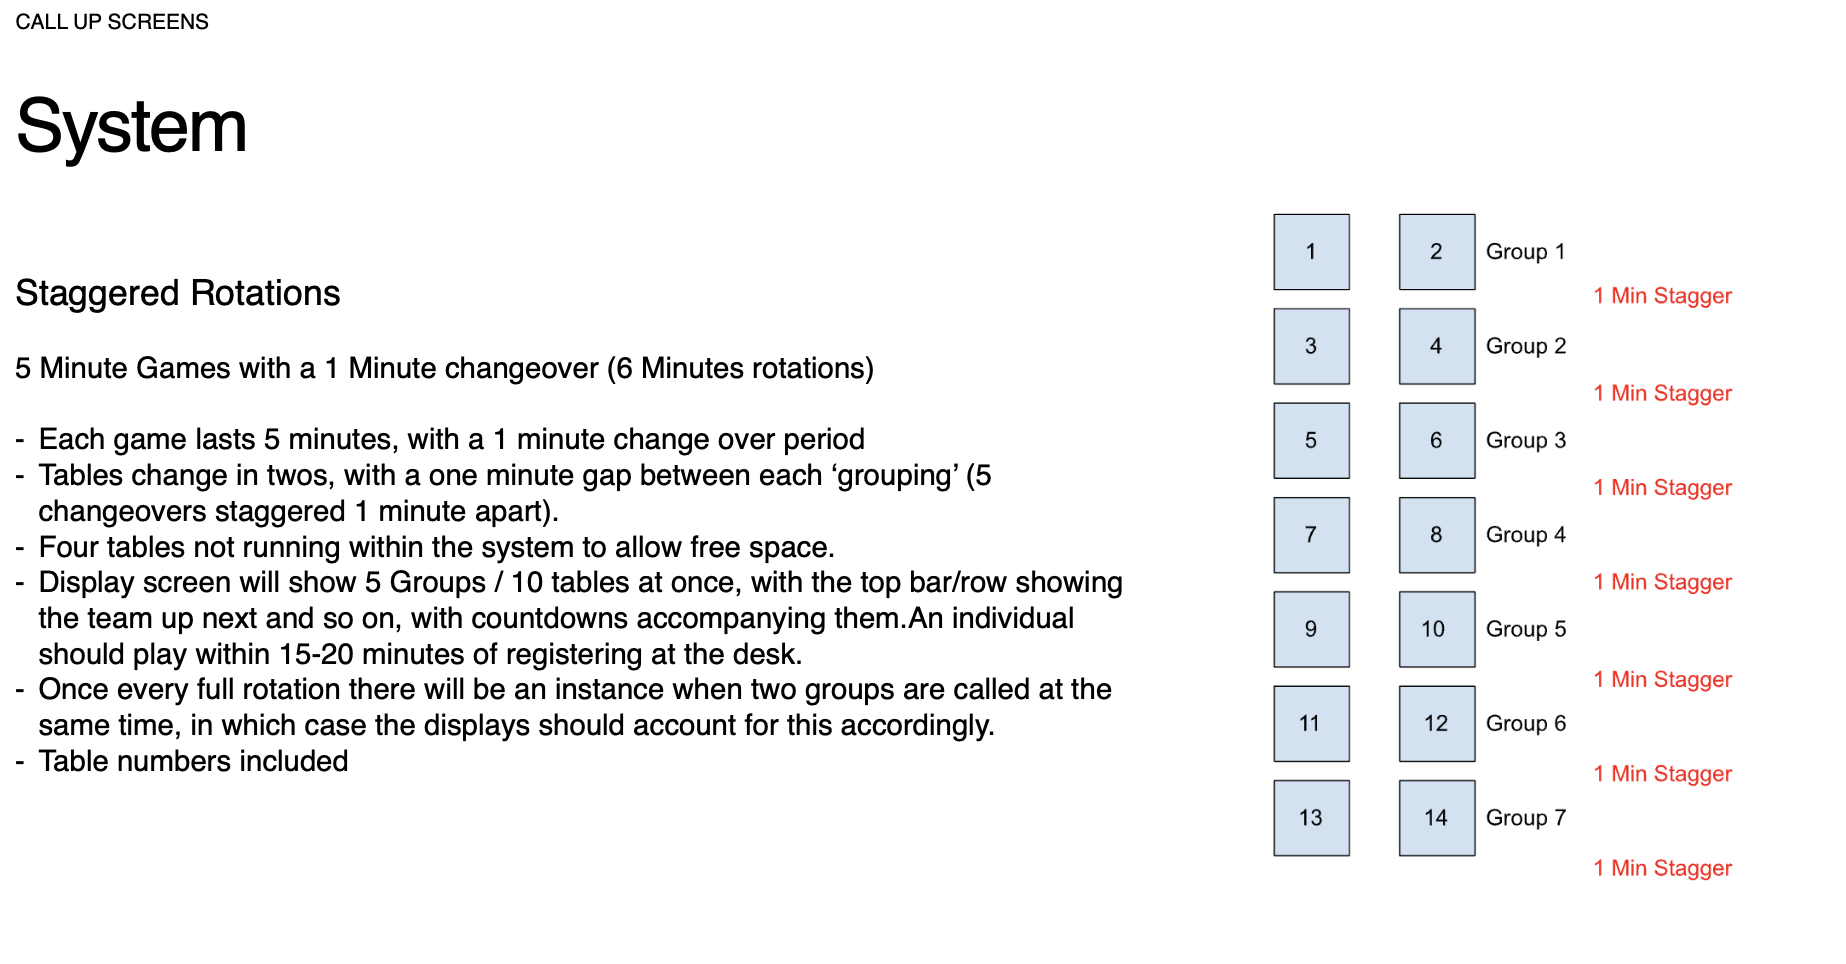 CALL UP SCREENS
System
Staggered Rotations
5 Minute Games with a 1 Minute changeover (6 Minutes rotations)
- Each game lasts 5 minutes, with a 1 minute change over period
- Tables change in twos, with a one minute gap between each ‘grouping’ (5
changeovers staggered 1 minute apart).
- Four tables not running within the system to allow free space.
- Display screen will show 5 Groups / 10 tables at once, with the top bar/row showing
the team up next and so on, with countdowns accompanying them.An individual
should play within 15-20 minutes of registering at the desk.
- Once every full rotation there will be an instance when two groups are called at the
same time, in which case the displays should account for this accordingly.
- Table numbers included
1 2 Group 1
1 Min Stagger
3 4 Group 2
1 Min Stagger
5 6 Group 3
1 Min Stagger
7 8 Group 4
1 Min Stagger
9 10 Group 5
1 Min Stagger
11 12 Group 6
1 Min Stagger
13 14 Group 7
1 Min Stagger